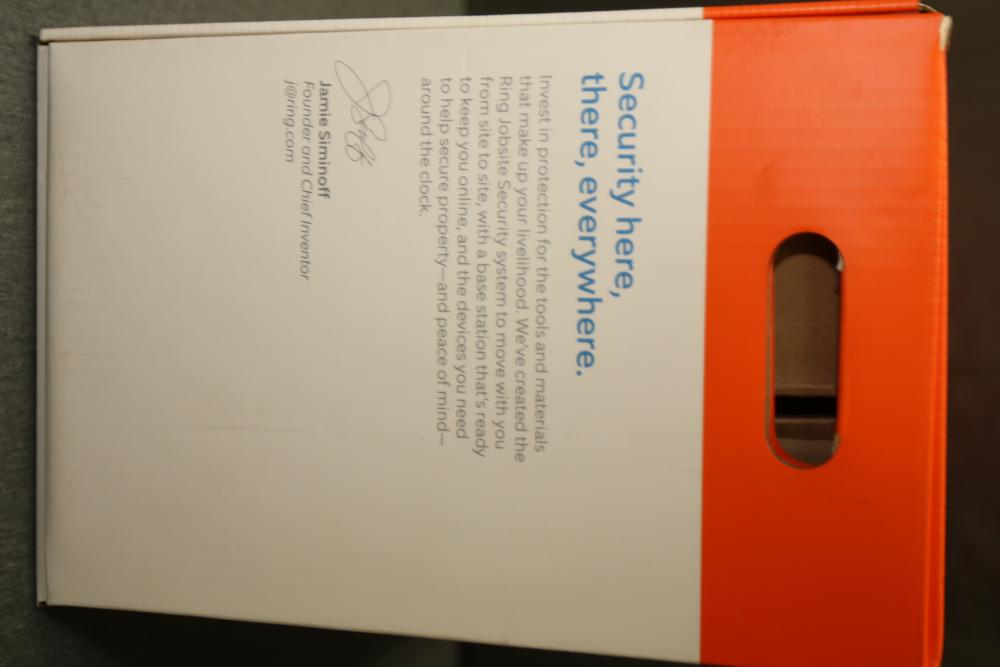 Security here,
there, everywhere.
Invest in protection for the tools and materials
that make up your livelihood. We've created the
Ring Jobsite Security system to move with you
from site to site, with a base station that's ready
to keep you online, and the devices you need
to help secure property—and peace of mind—
around the clock.
Jamie Siminoff
Founder and Chief Inventor
j@ring.com